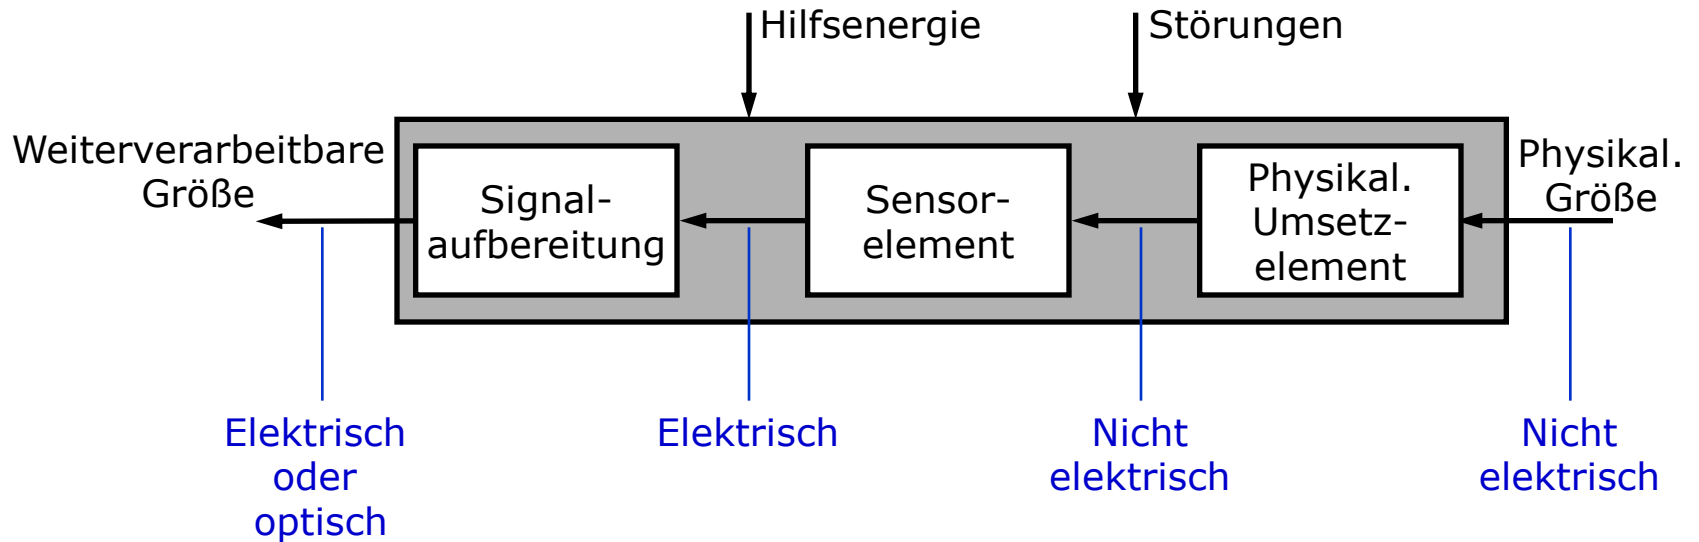 Hilfsenergie
Störungen
Weiterverarbeitbare
Größe
Signal-
aufbereitung
Sensor-
element
Physikal.
Umsetz-
element
Physikal.
Größe
Elektrisch
oder
optisch
Elektrisch
Nicht
elektrisch
Nicht
elektrisch